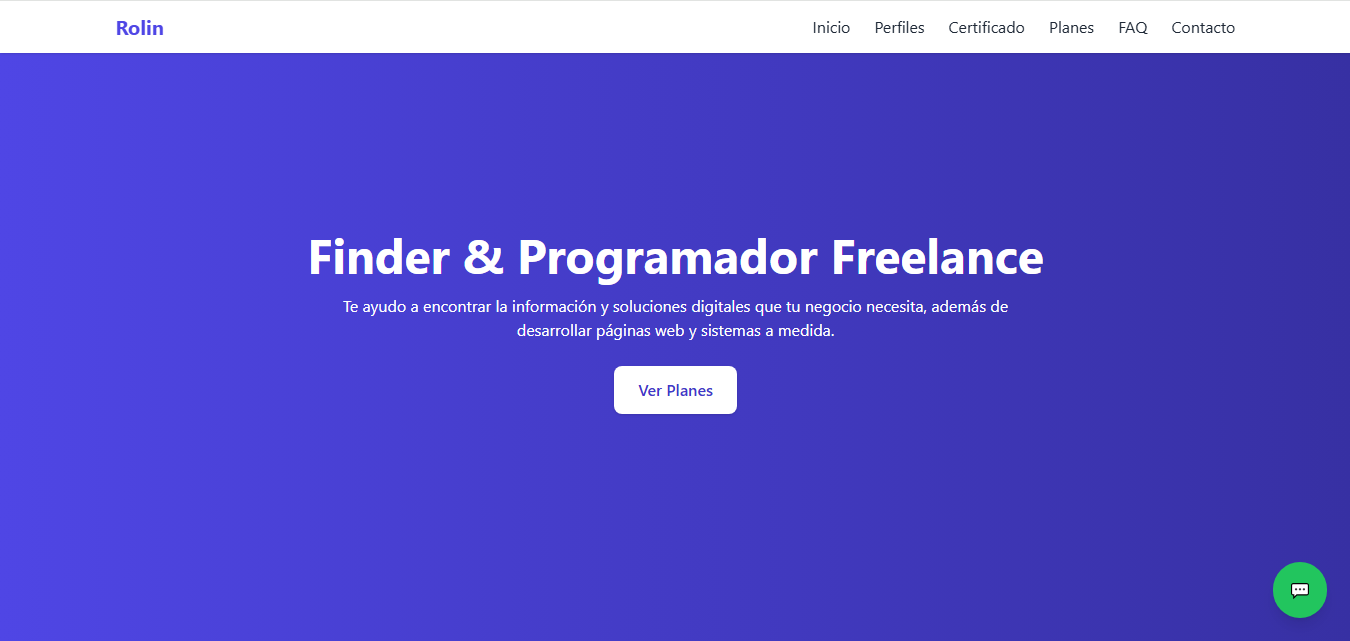 Rolin
Inicio Perfiles Certificado Planes FAQ Contacto
Finder & Programador Freelance
Te ayudo a encontrar la información y soluciones digitales que tu negocio necesita, además de
desarrollar páginas web y sistemas a medida.
Ver Planes